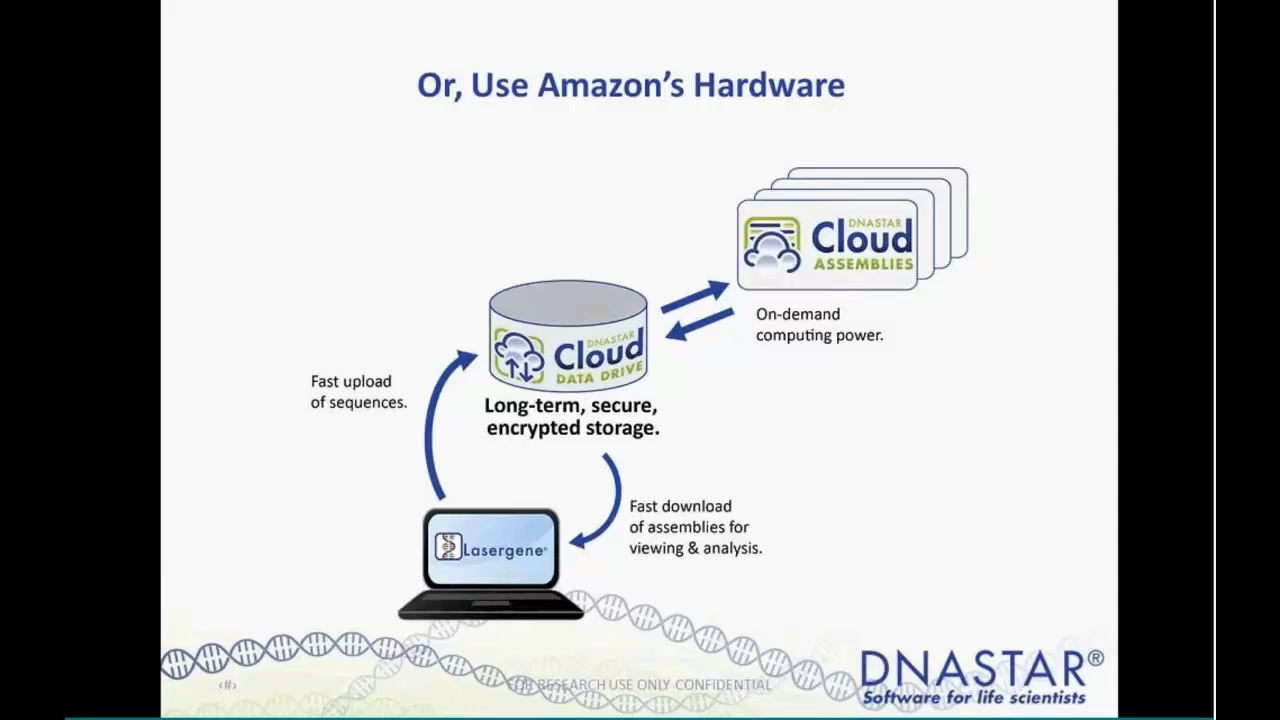 Or, Use Amazon's Hardware
DNASTAR
Cloud
ASSEMBLIES
On-demand
computing power.
DNASTAR
Cloud
DATA DRIVE
Long-term, secure,
encrypted storage.
Fast upload
of sequences.
Fast download
of assemblies for
viewing & analysis.
Lasergene®
‹#›
FOR RESEARCH USE ONLY CONFIDENTIAL
DNASTAR®
Software for life scientists